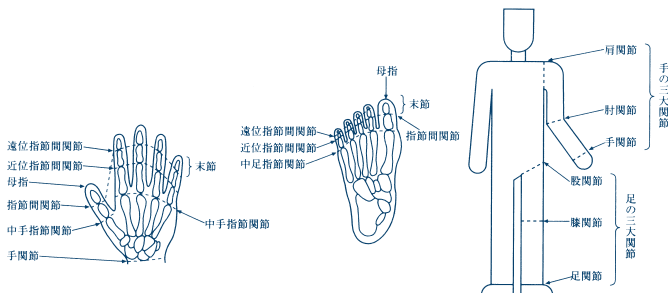 遠位指節間関節
近位指節間関節
母指
指節間関節
中手指節関節
手関節
末節
中手指節関節
母指
末節
遠位指節間関節
近位指節間関節
中足指節関節
指節間関節
肩関節
肘関節
手関節
手の三大関節
股関節
膝関節
足関節
足の三大関節